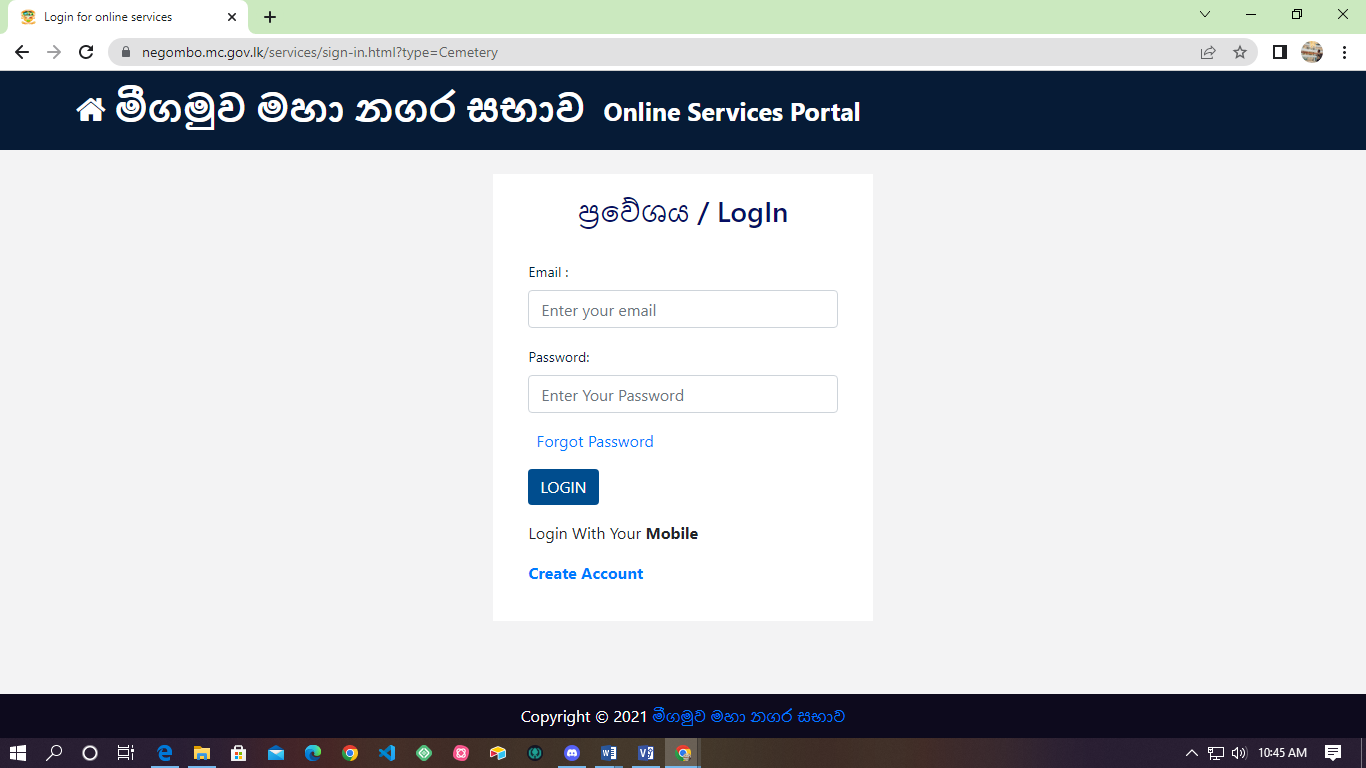 Login for online services
negombo.mc.gov.lk/services/sign-in.html?type=Cemetery
මීගමුව මහා නගර සභාව Online Services Portal
ප්‍රවේශය / LogIn
Email :
Enter your email
Password:
Enter Your Password
Forgot Password
LOGIN
Login With Your Mobile
Create Account
Copyright © 2021 මීගමුව මහා නගර සභාව
10:45 AM